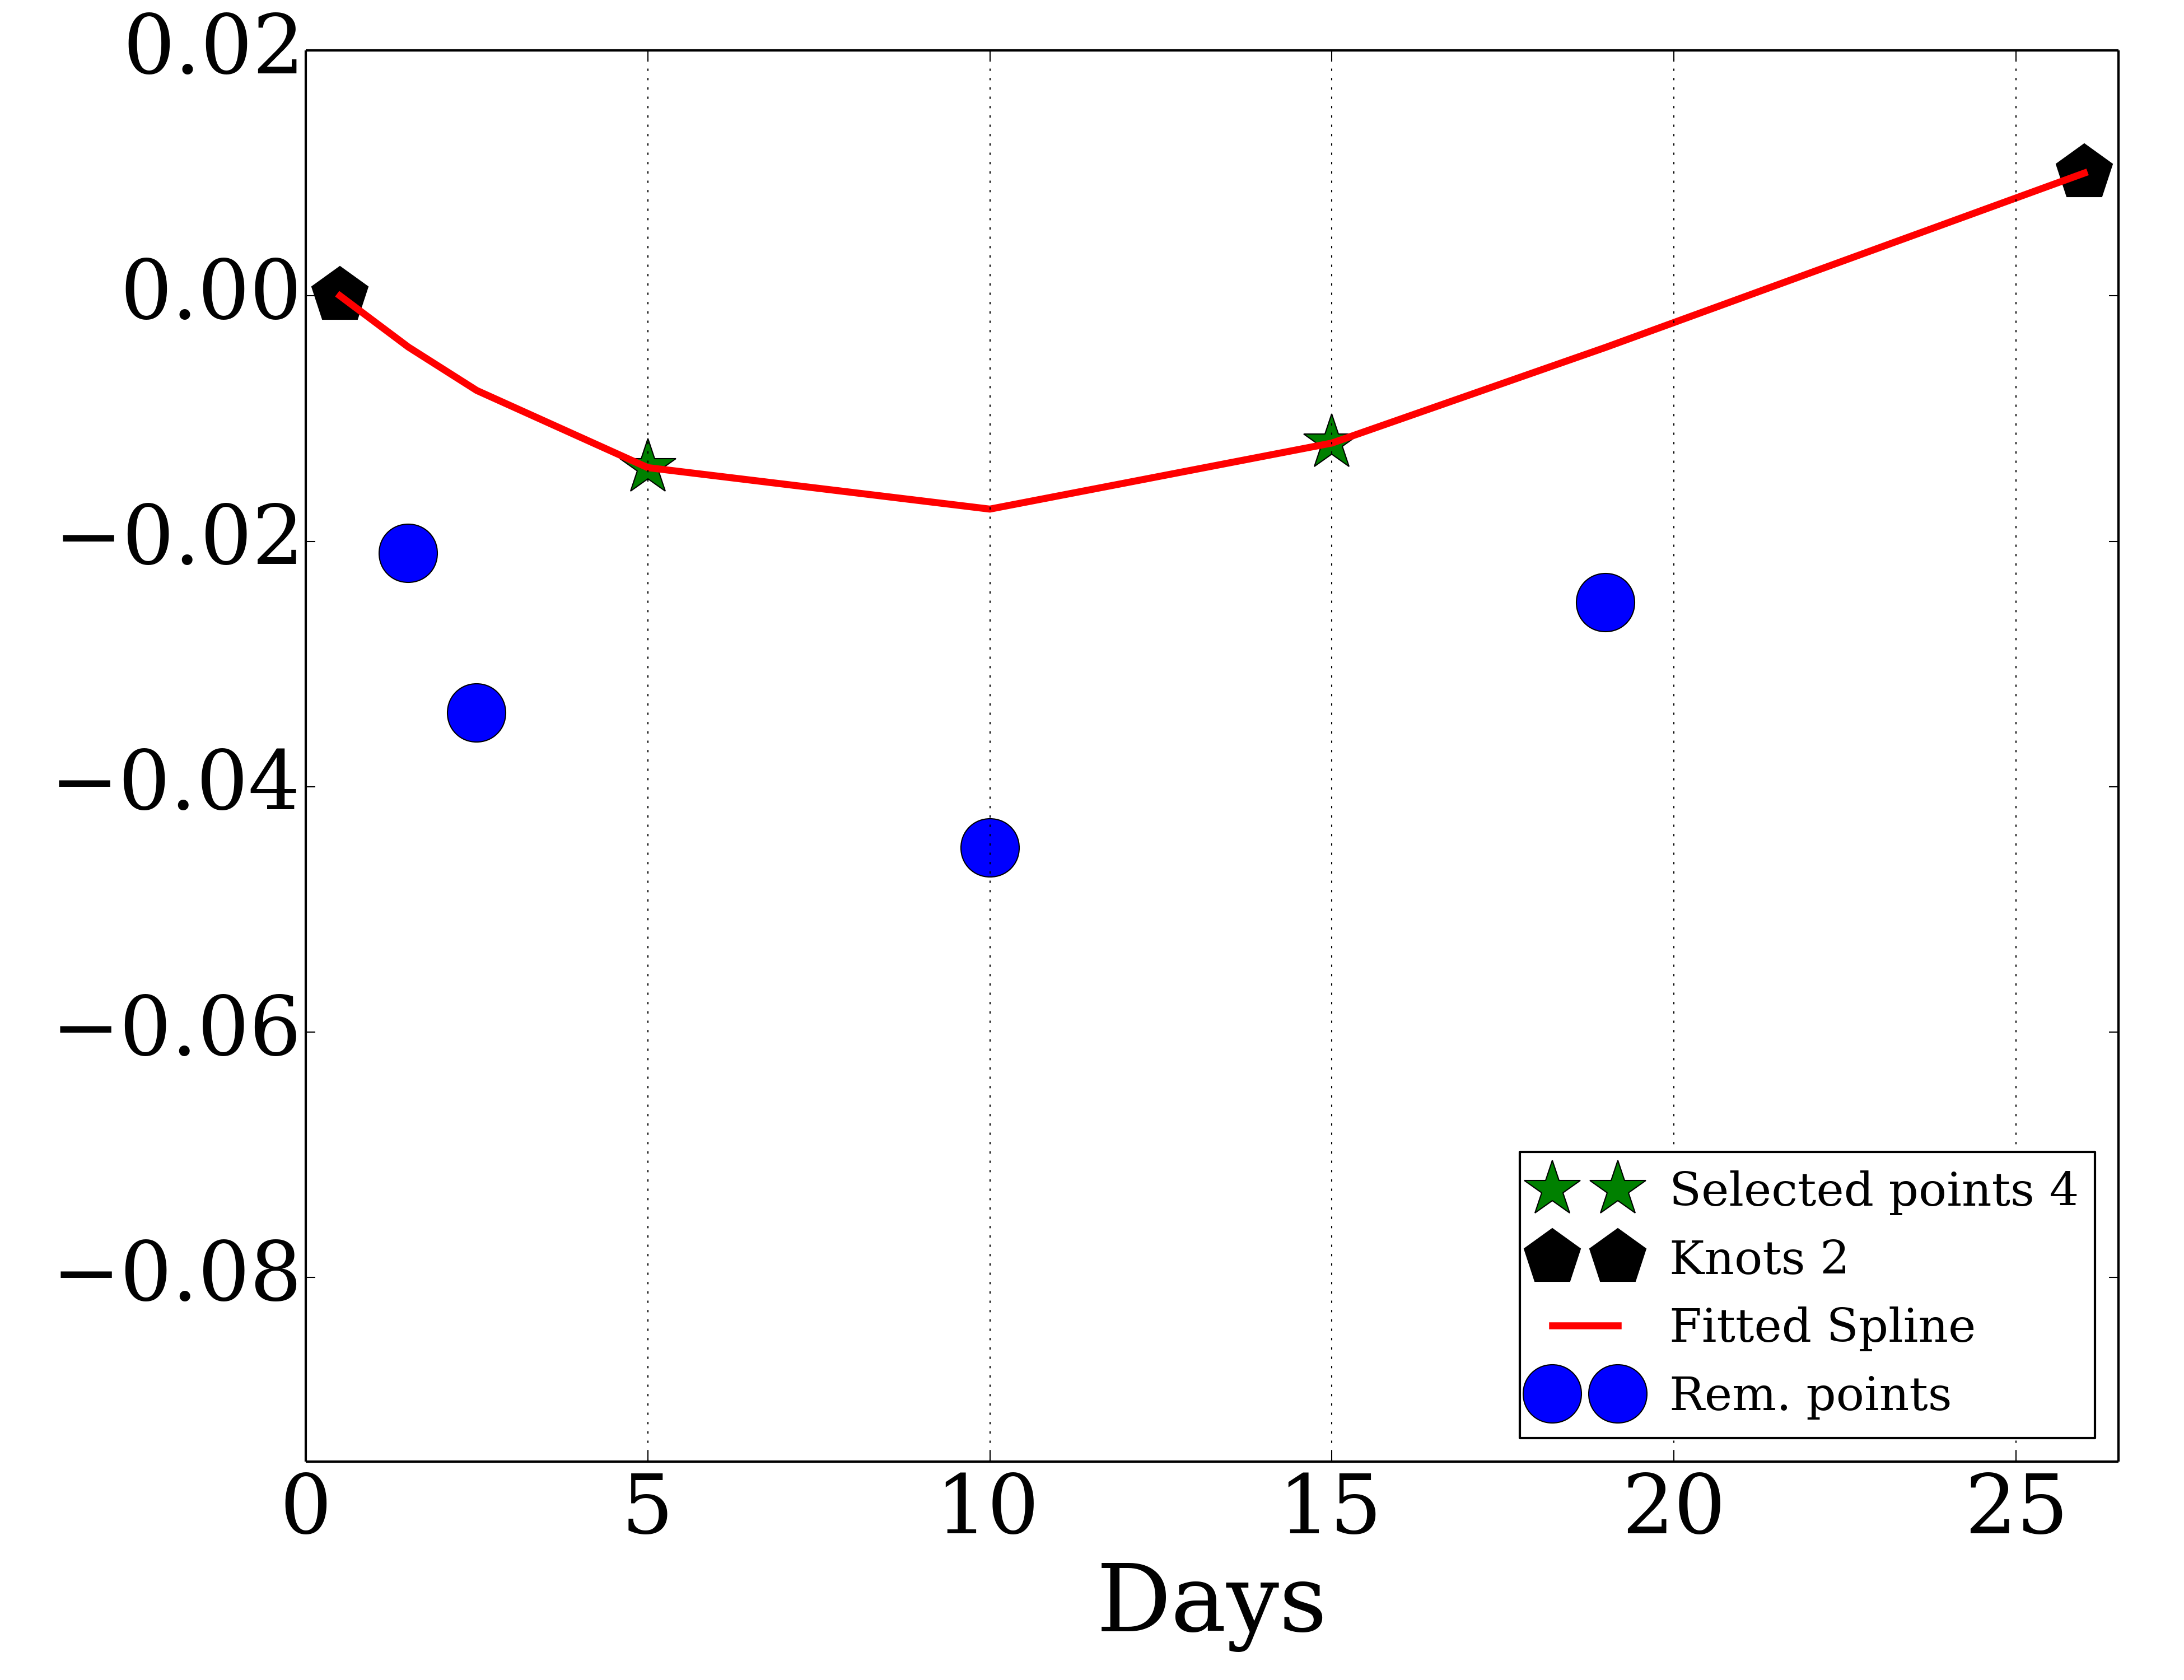 0.02
0.00
−0.02
−0.04
−0.06
−0.08
Selected points 4
Knots 2
Fitted Spline
Rem. points
0 5 10 15 20 25
Days